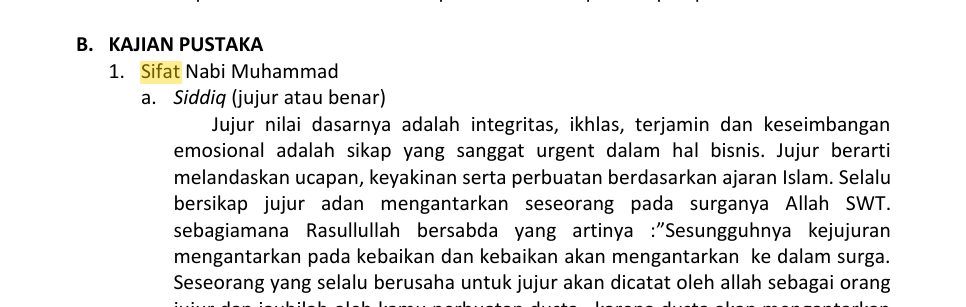 B. KAJIAN PUSTAKA
1. Sifat Nabi Muhammad
a. Siddiq (jujur atau benar)
Jujur nilai dasarnya adalah integritas, ikhlas, terjamin dan keseimbangan
emosional adalah sikap yang sanggat urgent dalam hal bisnis. Jujur berarti
melandaskan ucapan, keyakinan serta perbuatan berdasarkan ajaran Islam. Selalu
bersikap jujur adan mengantarkan seseorang pada surganya Allah SWT.
sebagiamana Rasullullah bersabda yang artinya :”Sesungguhnya kejujuran
mengantarkan pada kebaikan dan kebaikan akan mengantarkan ke dalam surga.
Seseorang yang selalu berusaha untuk jujur akan dicatat oleh allah sebagai orang